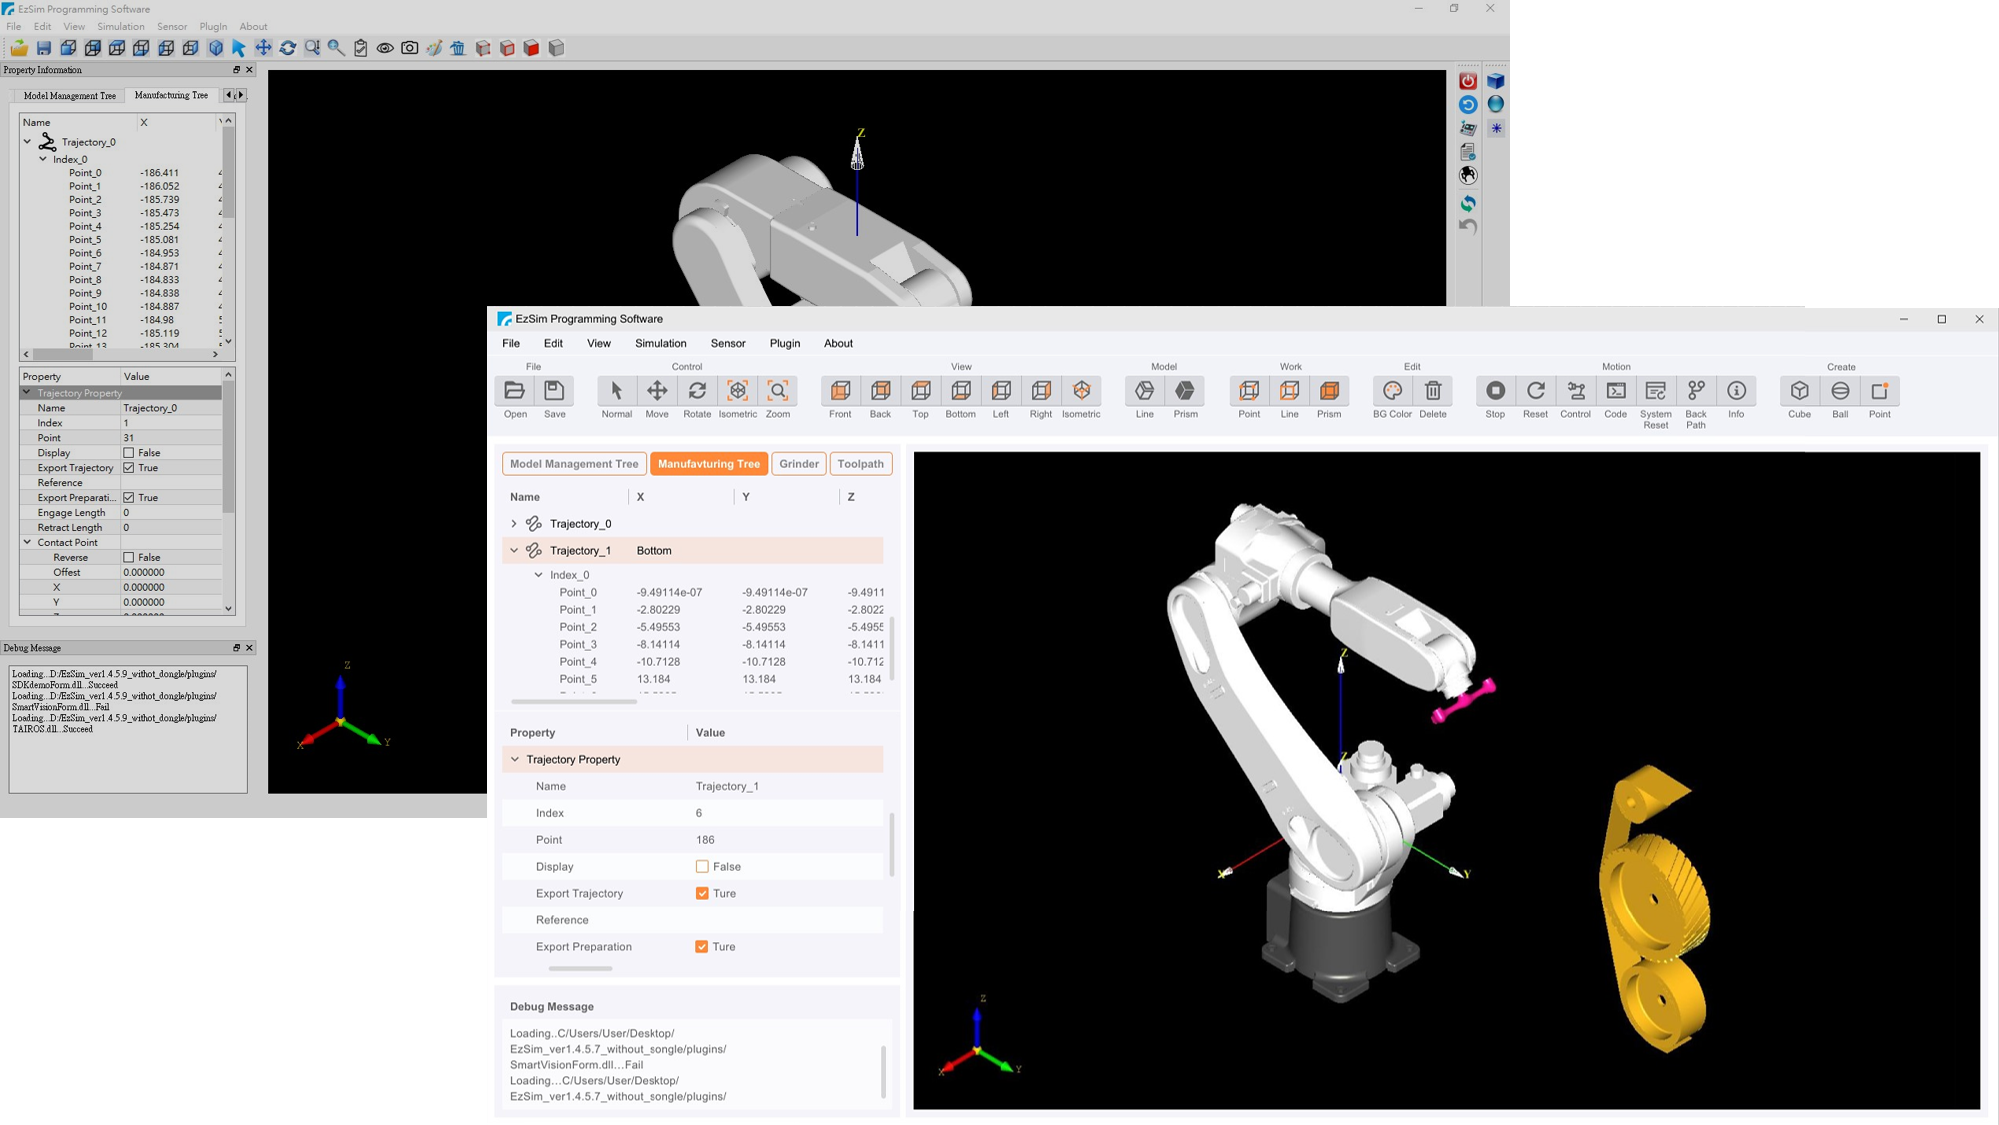 EzSim Programming Software
File Edit View Simulation Sensor PlugIn About
Property Information
Model Management Tree Manufacturing Tree
Name X
Trajectory_0
Index_0
Point_0 -186.411
Point_1 -186.052
Point_2 -185.739
Point_3 -185.473
Point_4 -185.254
Point_5 -185.081
Point_6 -184.953
Point_7 -184.871
Point_8 -184.833
Point_9 -184.838
Point_10 -184.887
Point_11 -184.98
Point_12 -185.119
Point_13 -185.304
Property Value
Trajectory Property
Name Trajectory_0
Index 1
Point 31
Display False
Export Trajectory True
Reference
Export Preparati... True
Engage Length 0
Retract Length 0
Contact Point
Reverse False
Offest 0.000000
X 0.000000
Y 0.000000
Debug Message
Loading...D:/EzSim_ver1.4.5.9_withot_dongle/plugins/
SDKdemoForm.dll...Succeed
Loading...D:/EzSim_ver1.4.5.9_withot_dongle/plugins/
SmartVisionForm.dll...Fail
Loading...D:/EzSim_ver1.4.5.9_withot_dongle/plugins/
TAIROS.dll...Succeed
Z
Z
X
Y
EzSim Programming Software
File Edit View Simulation Sensor Plugin About
File Control View Model Work Edit Motion Create
Open Save Normal Move Rotate Isometric Zoom Front Back Top Bottom Left Right Isometric Line Prism Point Line Prism BG Color Delete Stop Reset Control Code System Reset Back Path Info Cube Ball Point
Model Management Tree Manufavturing Tree Grinder Toolpath
Name X Y Z
Trajectory_0
Trajectory_1 Bottom
Index_0
Point_0 -9.49114e-07 -9.49114e-07 -9.4911
Point_1 -2.80229 -2.80229 -2.8022
Point_2 -5.49553 -5.49553 -5.4955
Point_3 -8.14114 -8.14114 -8.1411
Point_4 -10.7128 -10.7128 -10.712
Point_5 13.184 13.184 13.184
Property Value
Trajectory Property
Name Trajectory_1
Index 6
Point 186
Display False
Export Trajectory Ture
Reference
Export Preparation Ture
Debug Message
Loading..C/Users/User/Desktop/
EzSim_ver1.4.5.7_without_songle/plugins/
SmartVisionForm.dll...Fail
Loading...C/Users/User/Desktop/
EzSim_ver1.4.5.7_without_songle/plugins/
Z
Z
X
Y
Z
X
Y